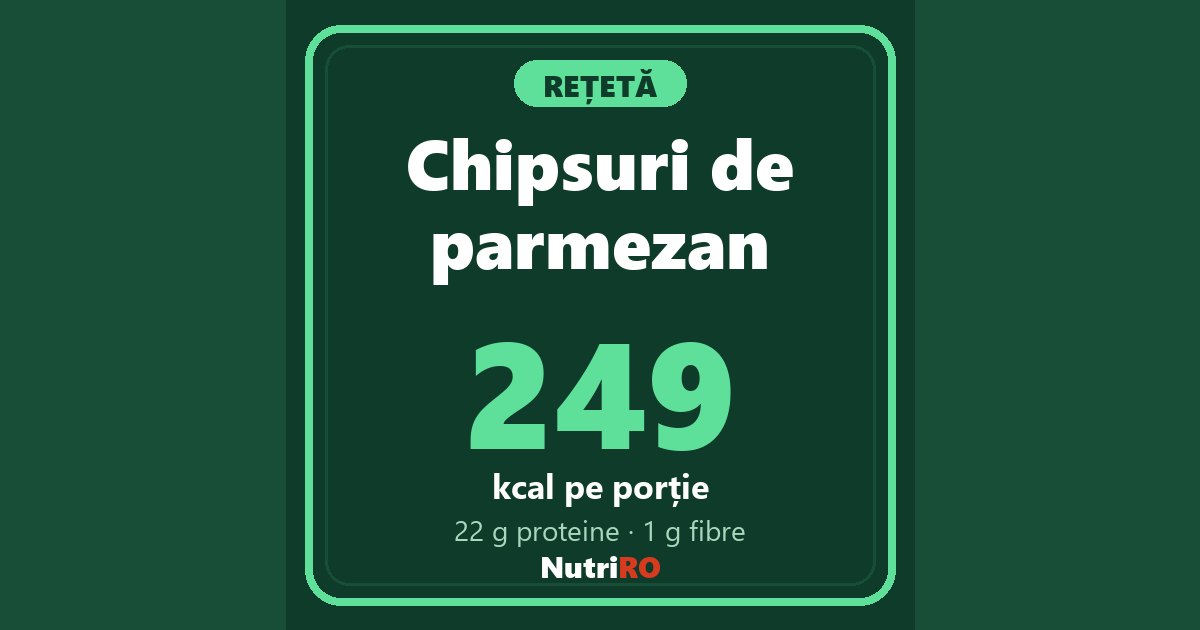 REȚETĂ
Chipsuri de
parmezan
249
kcal pe porție
22 g proteine · 1 g fibre
NutriRO